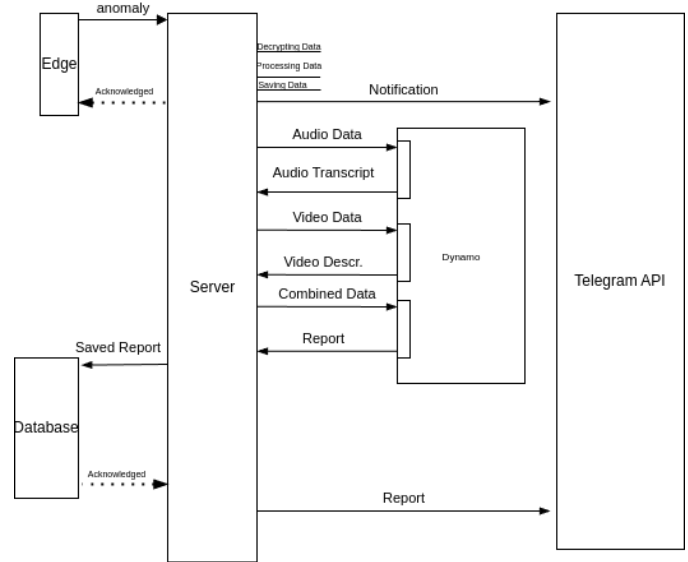 anomaly
Edge
Acknowledged
Decrypting Data
Processing Data
Saving Data
Notification
Audio Data
Audio Transcript
Video Data
Video Descr.
Combined Data
Report
Dynamo
Server
Telegram API
Saved Report
Database
Acknowledged
Report